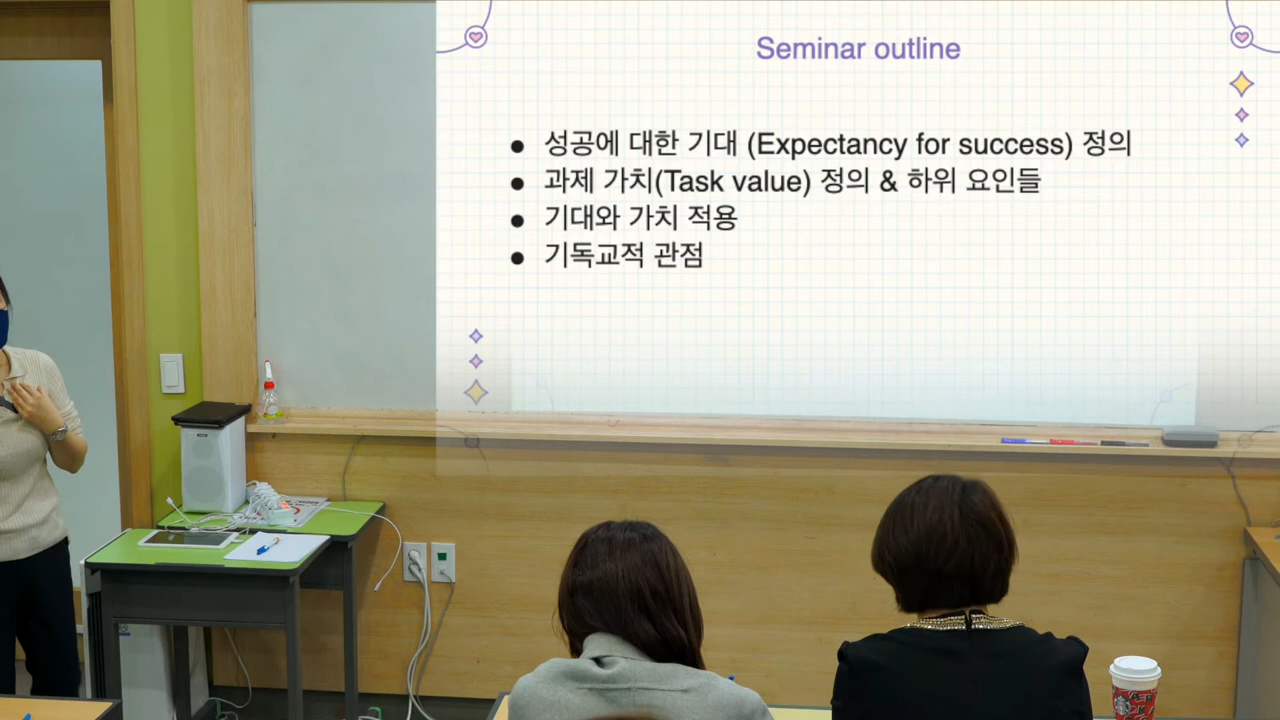 Seminar outline
● 성공에 대한 기대 (Expectancy for success) 정의
● 과제 가치(Task value) 정의 & 하위 요인들
● 기대와 가치 적용
● 기독교적 관점